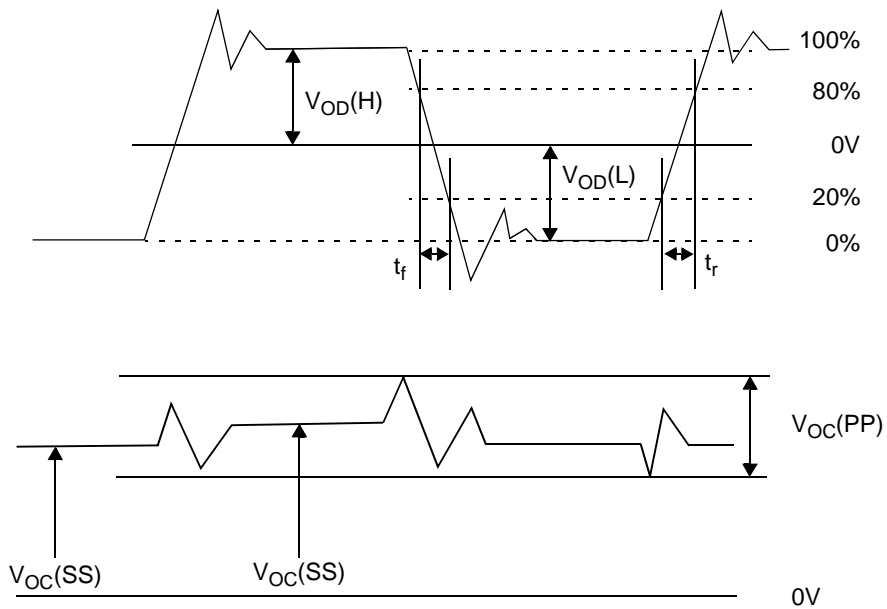 100%
V_OD(H)
80%
0V
V_OD(L)
20%
0%
t_f
t_r
V_OC(PP)
V_OC(SS)
V_OC(SS)
0V